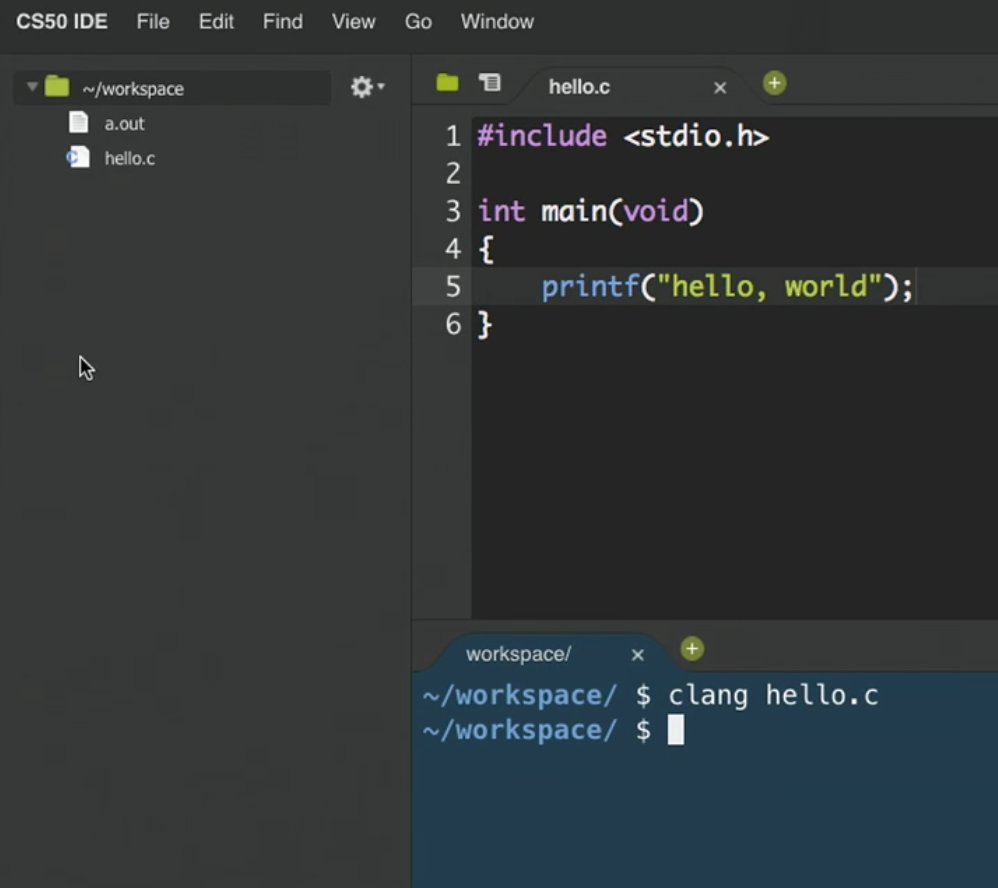 CS50 IDE File Edit Find View Go Window
~/workspace
a.out
hello.c
hello.c
1 #include <stdio.h>
2
3 int main(void)
4 {
5     printf("hello, world");
6 }
workspace/
~/workspace/ $ clang hello.c
~/workspace/ $